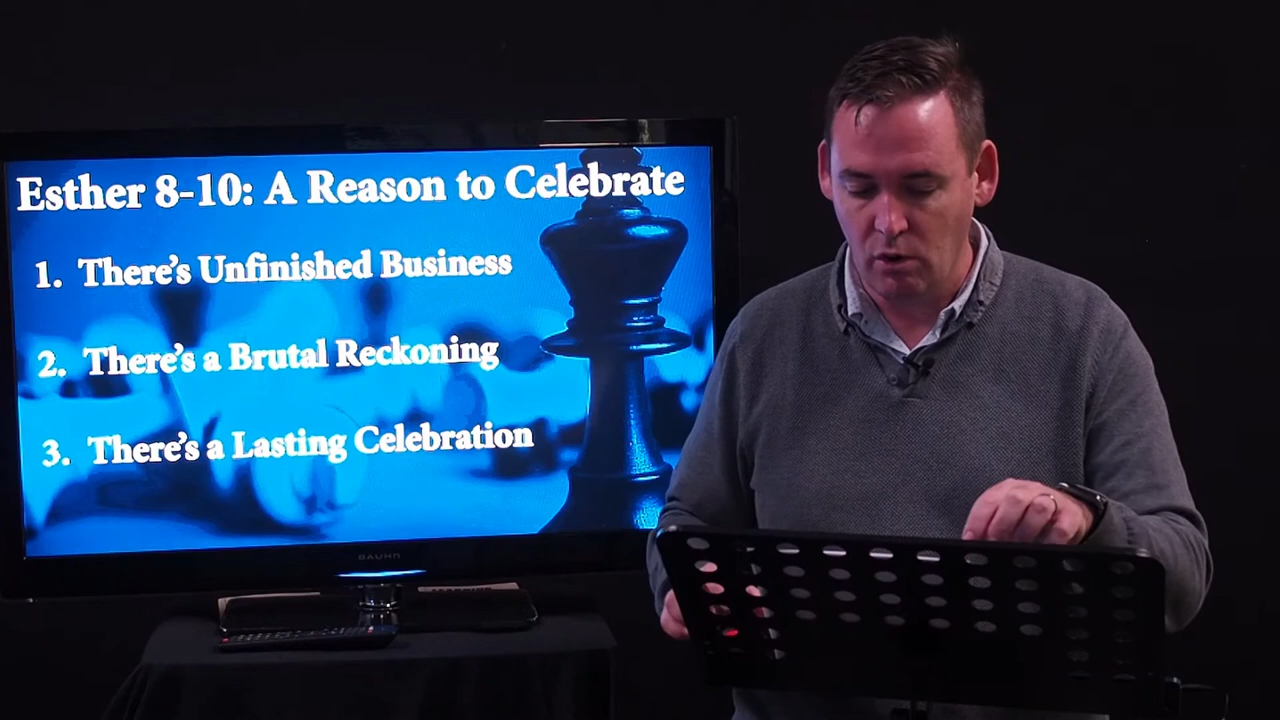 Esther 8-10: A Reason to Celebrate
1. There's Unfinished Business
2. There's a Brutal Reckoning
3. There's a Lasting Celebration
BAUHN